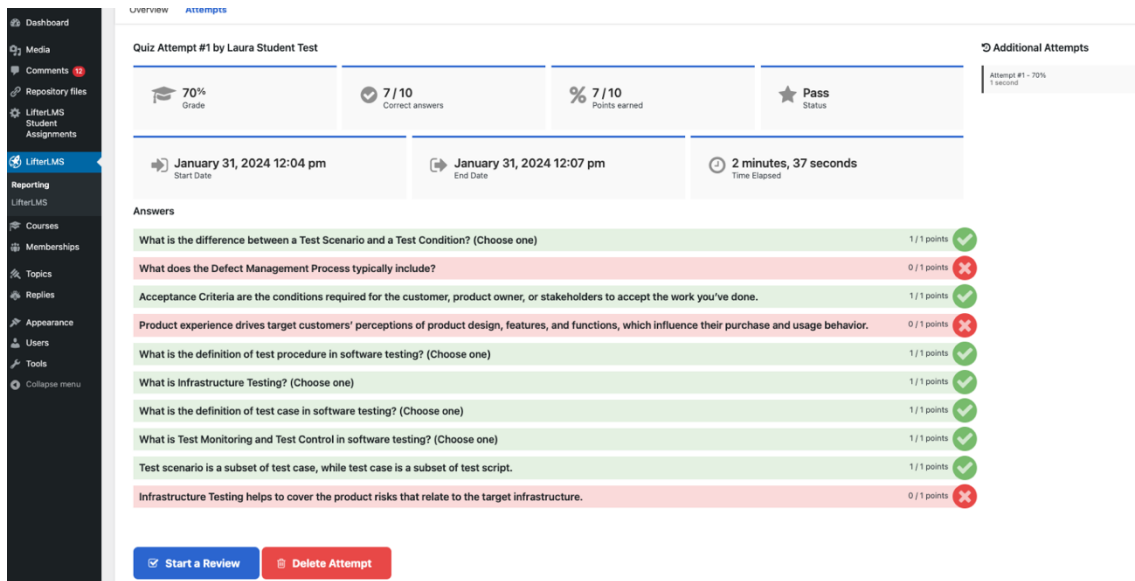 Overview Attempts
Dashboard
Media
Comments 12
Repository files
LifterLMS
Student
Assignments
LifterLMS
Reporting
LifterLMS
Courses
Memberships
Topics
Replies
Appearance
Users
Tools
Collapse menu
Quiz Attempt #1 by Laura Student Test
70%
Grade
7 / 10
Correct answers
7 / 10
Points earned
Pass
Status
January 31, 2024 12:04 pm
Start Date
January 31, 2024 12:07 pm
End Date
2 minutes, 37 seconds
Time Elapsed
Answers
What is the difference between a Test Scenario and a Test Condition? (Choose one) 1 / 1 points
What does the Defect Management Process typically include? 0 / 1 points
Acceptance Criteria are the conditions required for the customer, product owner, or stakeholders to accept the work you've done. 1 / 1 points
Product experience drives target customers' perceptions of product design, features, and functions, which influence their purchase and usage behavior. 0 / 1 points
What is the definition of test procedure in software testing? (Choose one) 1 / 1 points
What is Infrastructure Testing? (Choose one) 1 / 1 points
What is the definition of test case in software testing? (Choose one) 1 / 1 points
What is Test Monitoring and Test Control in software testing? (Choose one) 1 / 1 points
Test scenario is a subset of test case, while test case is a subset of test script. 1 / 1 points
Infrastructure Testing helps to cover the product risks that relate to the target infrastructure. 0 / 1 points
Start a Review
Delete Attempt
Additional Attempts
Attempt #1 - 70%
1 second